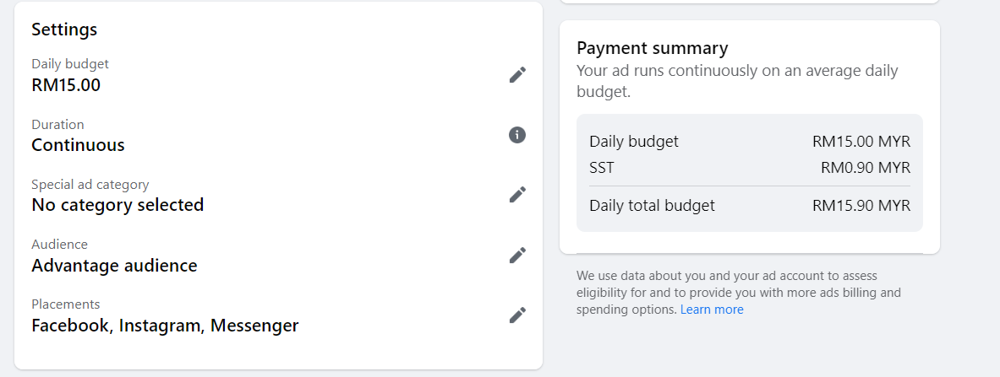 Settings
Daily budget
RM15.00
Duration
Continuous
Special ad category
No category selected
Audience
Advantage audience
Placements
Facebook, Instagram, Messenger
Payment summary
Your ad runs continuously on an average daily
budget.
Daily budget RM15.00 MYR
SST RM0.90 MYR
Daily total budget RM15.90 MYR
We use data about you and your ad account to assess
eligibility for and to provide you with more ads billing and
spending options. Learn more